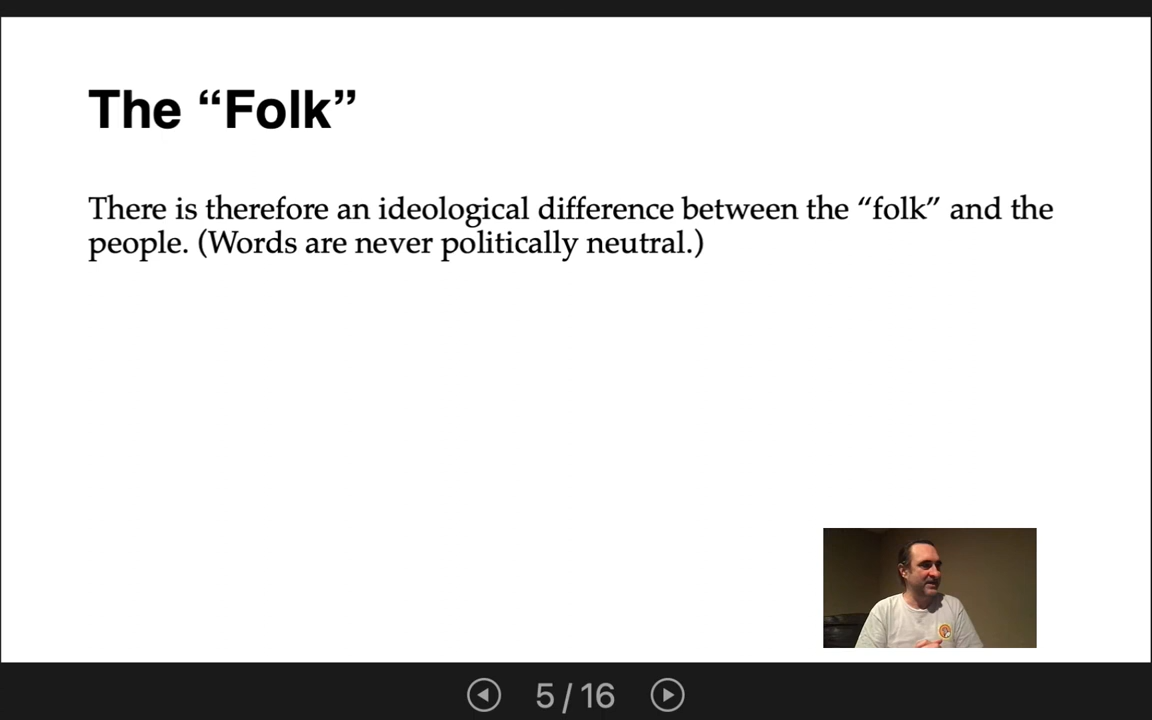 The “Folk”
There is therefore an ideological difference between the “folk” and the
people. (Words are never politically neutral.)
5 / 16